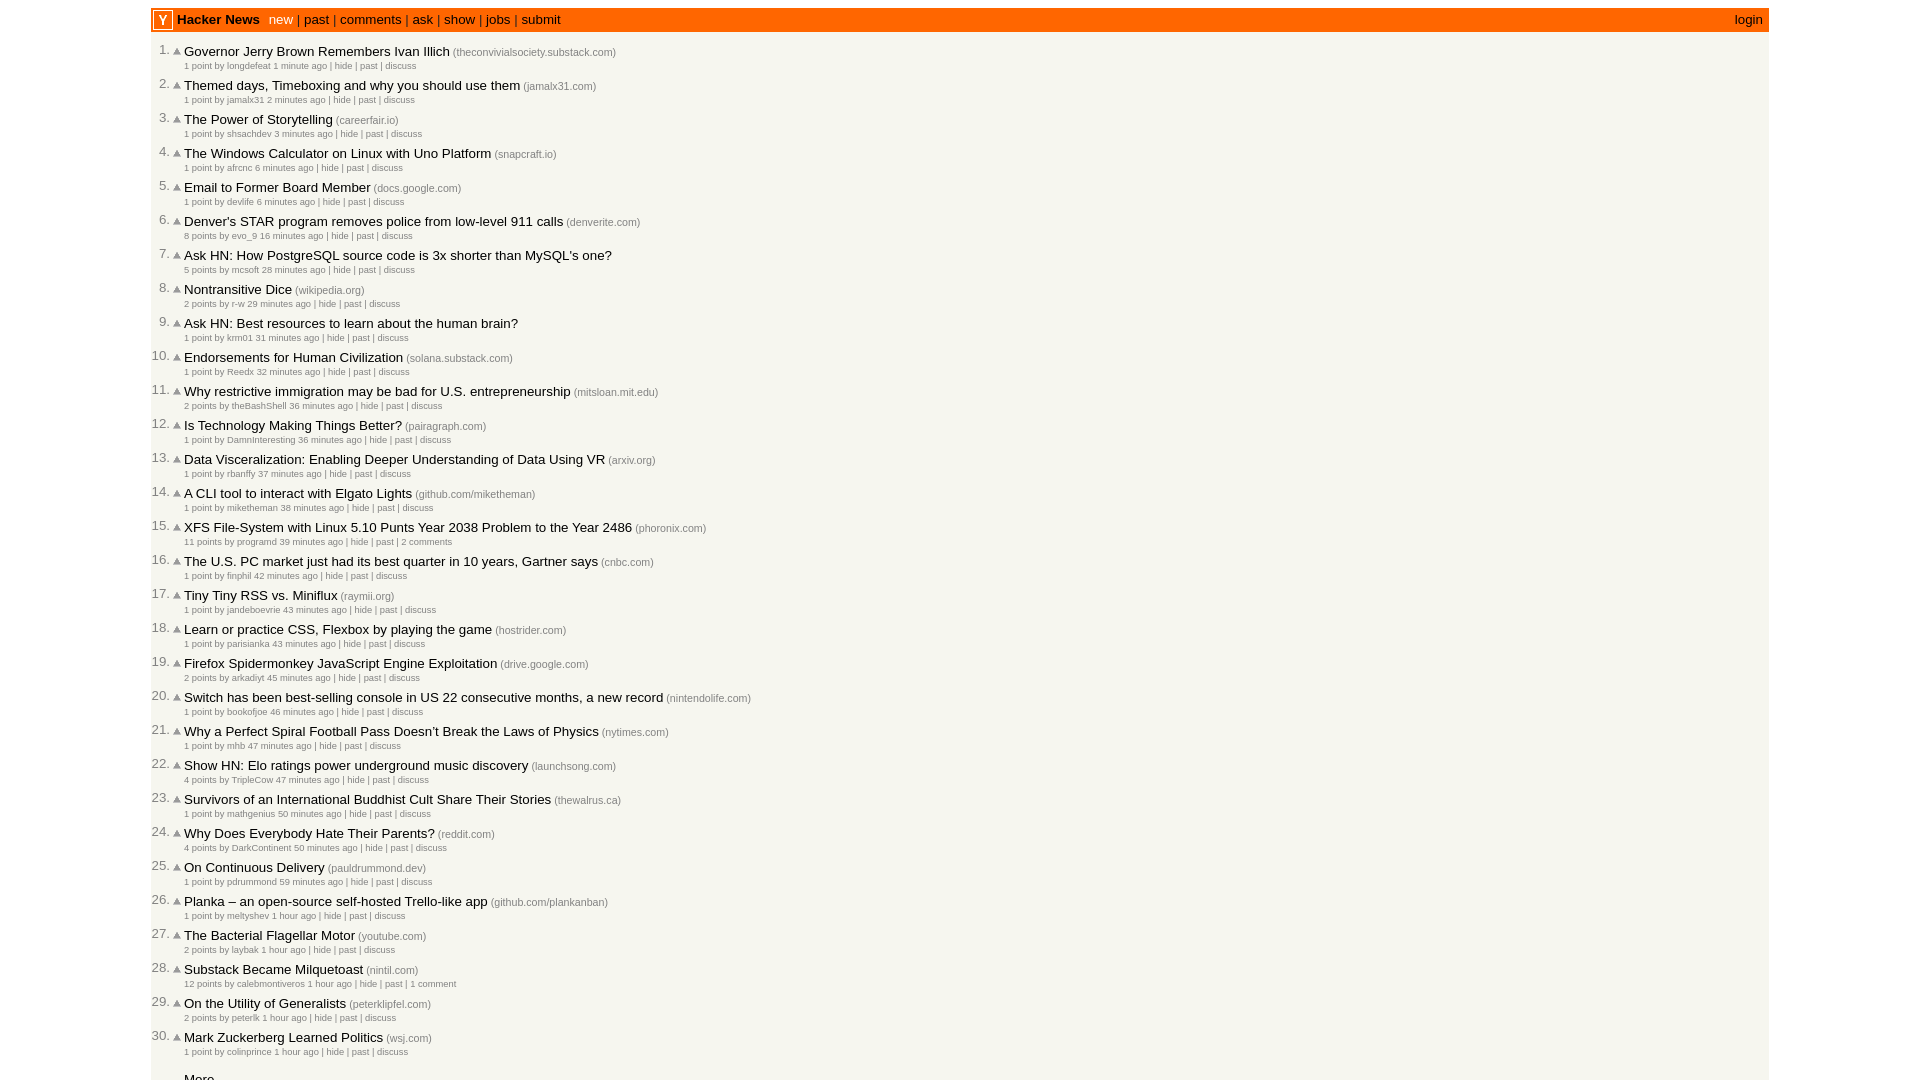 Y Hacker News new | past | comments | ask | show | jobs | submit login
1. Governor Jerry Brown Remembers Ivan Illich (theconvivialsociety.substack.com)
1 point by longdefeat 1 minute ago | hide | past | discuss
2. Themed days, Timeboxing and why you should use them (jamalx31.com)
1 point by jamalx31 2 minutes ago | hide | past | discuss
3. The Power of Storytelling (careerfair.io)
1 point by shsachdev 3 minutes ago | hide | past | discuss
4. The Windows Calculator on Linux with Uno Platform (snapcraft.io)
1 point by afrcnc 6 minutes ago | hide | past | discuss
5. Email to Former Board Member (docs.google.com)
1 point by devlife 6 minutes ago | hide | past | discuss
6. Denver's STAR program removes police from low-level 911 calls (denverite.com)
8 points by evo_9 16 minutes ago | hide | past | discuss
7. Ask HN: How PostgreSQL source code is 3x shorter than MySQL's one?
5 points by mcsoft 28 minutes ago | hide | past | discuss
8. Nontransitive Dice (wikipedia.org)
2 points by r-w 29 minutes ago | hide | past | discuss
9. Ask HN: Best resources to learn about the human brain?
1 point by krm01 31 minutes ago | hide | past | discuss
10. Endorsements for Human Civilization (solana.substack.com)
1 point by Reedx 32 minutes ago | hide | past | discuss
11. Why restrictive immigration may be bad for U.S. entrepreneurship (mitsloan.mit.edu)
2 points by theBashShell 36 minutes ago | hide | past | discuss
12. Is Technology Making Things Better? (pairagraph.com)
1 point by DamnInteresting 36 minutes ago | hide | past | discuss
13. Data Visceralization: Enabling Deeper Understanding of Data Using VR (arxiv.org)
1 point by rbanffy 37 minutes ago | hide | past | discuss
14. A CLI tool to interact with Elgato Lights (github.com/miketheman)
1 point by miketheman 38 minutes ago | hide | past | discuss
15. XFS File-System with Linux 5.10 Punts Year 2038 Problem to the Year 2486 (phoronix.com)
11 points by programd 39 minutes ago | hide | past | 2 comments
16. The U.S. PC market just had its best quarter in 10 years, Gartner says (cnbc.com)
1 point by finphil 42 minutes ago | hide | past | discuss
17. Tiny Tiny RSS vs. Miniflux (raymii.org)
1 point by jandeboevrie 43 minutes ago | hide | past | discuss
18. Learn or practice CSS, Flexbox by playing the game (hostrider.com)
1 point by parisianka 43 minutes ago | hide | past | discuss
19. Firefox Spidermonkey JavaScript Engine Exploitation (drive.google.com)
2 points by arkadiyt 45 minutes ago | hide | past | discuss
20. Switch has been best-selling console in US 22 consecutive months, a new record (nintendolife.com)
1 point by bookofjoe 46 minutes ago | hide | past | discuss
21. Why a Perfect Spiral Football Pass Doesn’t Break the Laws of Physics (nytimes.com)
1 point by mhb 47 minutes ago | hide | past | discuss
22. Show HN: Elo ratings power underground music discovery (launchsong.com)
4 points by TripleCow 47 minutes ago | hide | past | discuss
23. Survivors of an International Buddhist Cult Share Their Stories (thewalrus.ca)
1 point by mathgenius 50 minutes ago | hide | past | discuss
24. Why Does Everybody Hate Their Parents? (reddit.com)
4 points by DarkContinent 50 minutes ago | hide | past | discuss
25. On Continuous Delivery (pauldrummond.dev)
1 point by pdrummond 59 minutes ago | hide | past | discuss
26. Planka – an open-source self-hosted Trello-like app (github.com/plankanban)
1 point by meltyshev 1 hour ago | hide | past | discuss
27. The Bacterial Flagellar Motor (youtube.com)
2 points by laybak 1 hour ago | hide | past | discuss
28. Substack Became Milquetoast (nintil.com)
12 points by calebmontiveros 1 hour ago | hide | past | 1 comment
29. On the Utility of Generalists (peterklipfel.com)
2 points by peterlk 1 hour ago | hide | past | discuss
30. Mark Zuckerberg Learned Politics (wsj.com)
1 point by colinprince 1 hour ago | hide | past | discuss
More